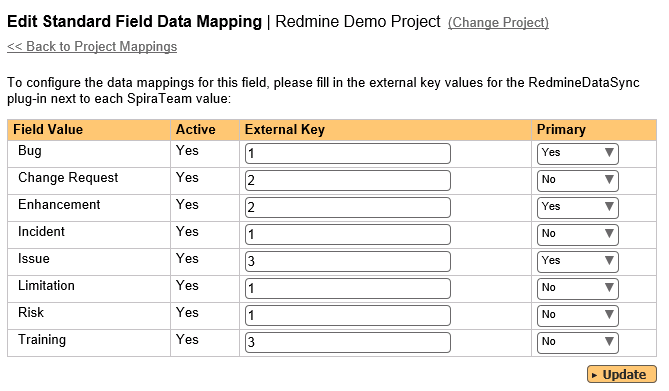 Edit Standard Field Data Mapping | Redmine Demo Project (Change Project)
<< Back to Project Mappings
To configure the data mappings for this field, please fill in the external key values for the RedmineDataSync
plug-in next to each SpiraTeam value:
Field Value Active External Key Primary
Bug Yes 1 Yes
Change Request Yes 2 No
Enhancement Yes 2 Yes
Incident Yes 1 No
Issue Yes 3 Yes
Limitation Yes 1 No
Risk Yes 1 No
Training Yes 3 No
Update